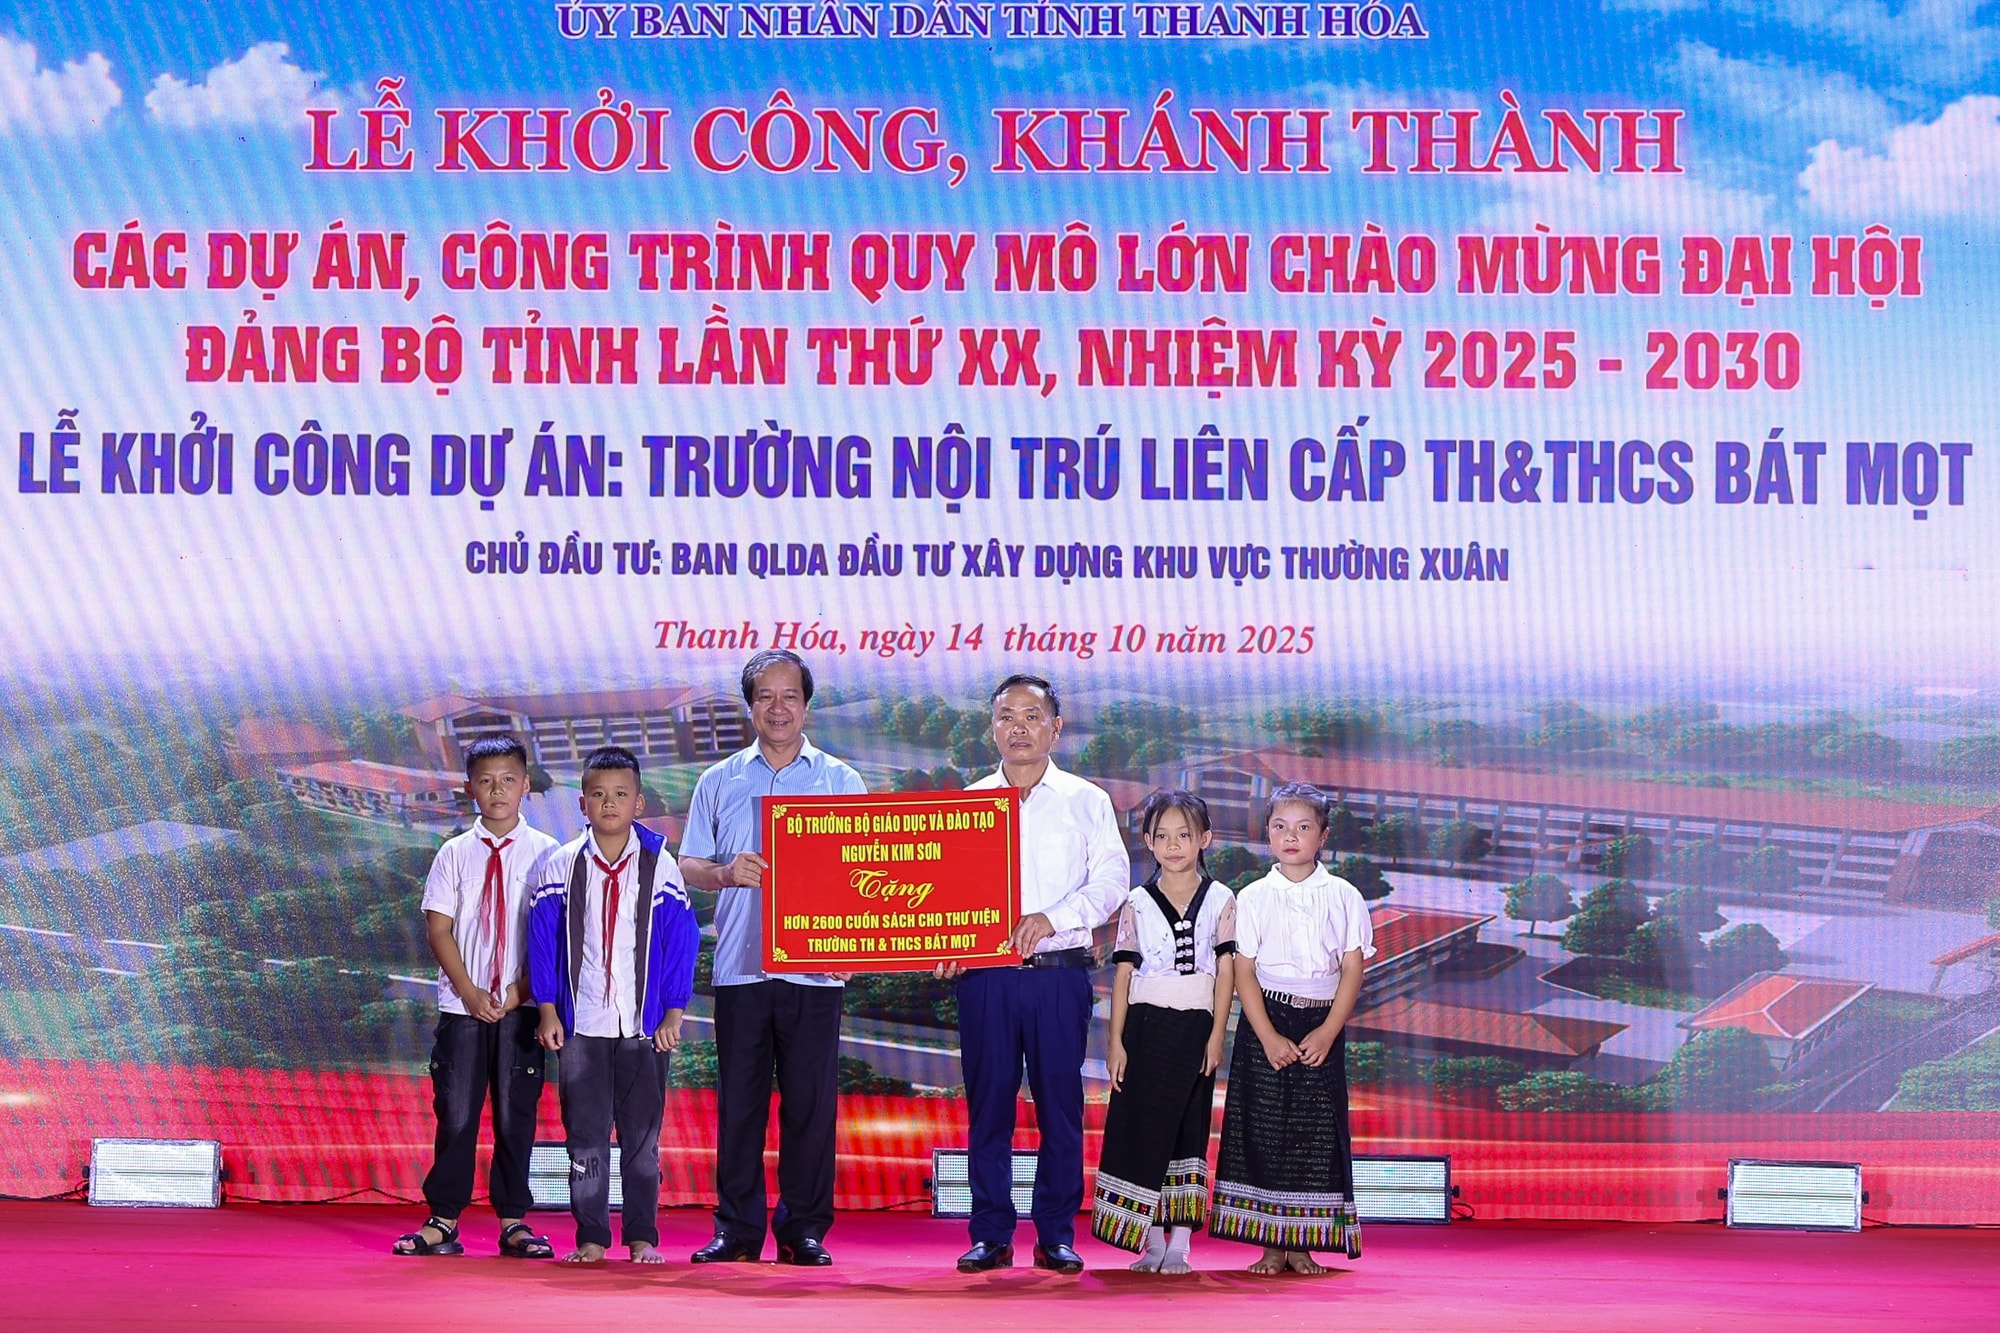 ỦY BAN NHÂN DÂN TỈNH THANH HÓA
LỄ KHỞI CÔNG, KHÁNH THÀNH
CÁC DỰ ÁN, CÔNG TRÌNH QUY MÔ LỚN CHÀO MỪNG ĐẠI HỘI
ĐẢNG BỘ TỈNH LẦN THỨ XX, NHIỆM KỲ 2025 - 2030
LỄ KHỞI CÔNG DỰ ÁN: TRƯỜNG NỘI TRÚ LIÊN CẤP TH&THCS BÁT MỌT
CHỦ ĐẦU TƯ: BAN QLDA ĐẦU TƯ XÂY DỰNG KHU VỰC THƯỜNG XUÂN
Thanh Hóa, ngày 14 tháng 10 năm 2025
BỘ TRƯỞNG BỘ GIÁO DỤC VÀ ĐÀO TẠO
NGUYỄN KIM SƠN
Tặng
HƠN 2600 CUỐN SÁCH CHO THƯ VIỆN
TRƯỜNG TH & THCS BÁT MỌT